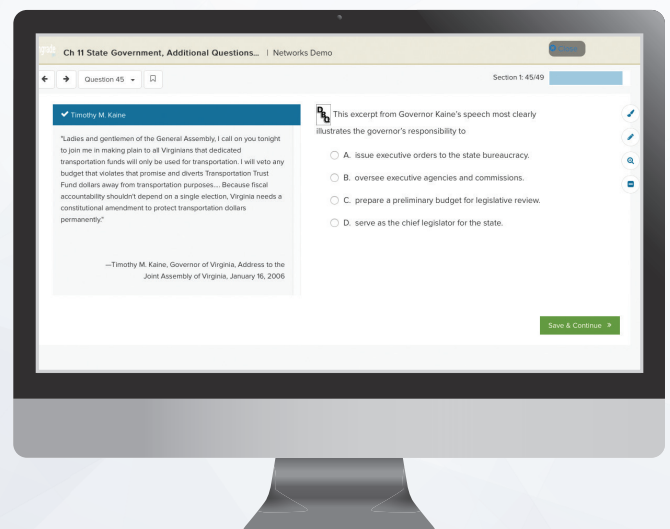 Ch 11 State Government, Additional Questions... | Networks Demo
Question 45
Section 1: 45/49
Timothy M. Kaine
"Ladies and gentlemen of the General Assembly, I call on you tonight
to join me in making plain to all Virginians that dedicated
transportation funds will only be used for transportation. I will veto any
budget that violates that promise and diverts Transportation Trust
Fund dollars away from transportation purposes.... Because fiscal
accountability shouldn't depend on a single election, Virginia needs a
constitutional amendment to protect transportation dollars
permanently."
—Timothy M. Kaine, Governor of Virginia, Address to the
Joint Assembly of Virginia, January 16, 2006
DBQ This excerpt from Governor Kaine's speech most clearly
illustrates the governor's responsibility to
A. issue executive orders to the state bureaucracy.
B. oversee executive agencies and commissions.
C. prepare a preliminary budget for legislative review.
D. serve as the chief legislator for the state.
Save & Continue »